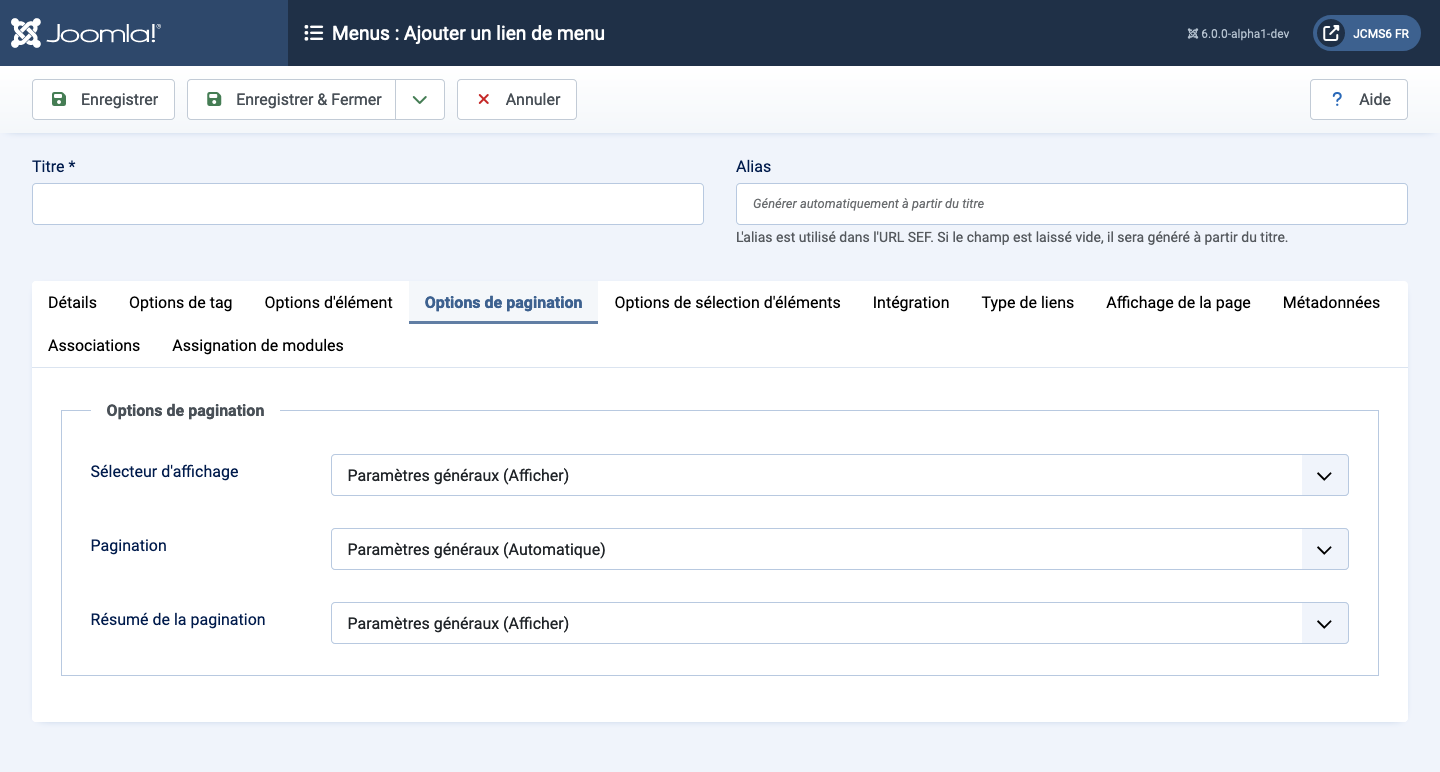 Joomla!®
Menus : Ajouter un lien de menu
6.0.0-alpha1-dev
JCMS6 FR
Enregistrer
Enregistrer & Fermer
Annuler
? Aide
Titre *
Alias
Générer automatiquement à partir du titre
L'alias est utilisé dans l'URL SEF. Si le champ est laissé vide, il sera généré à partir du titre.
Détails Options de tag Options d'élément Options de pagination Options de sélection d'éléments Intégration Type de liens Affichage de la page Métadonnées
Associations Assignation de modules
Options de pagination
Sélecteur d'affichage
Paramètres généraux (Afficher)
Pagination
Paramètres généraux (Automatique)
Résumé de la pagination
Paramètres généraux (Afficher)